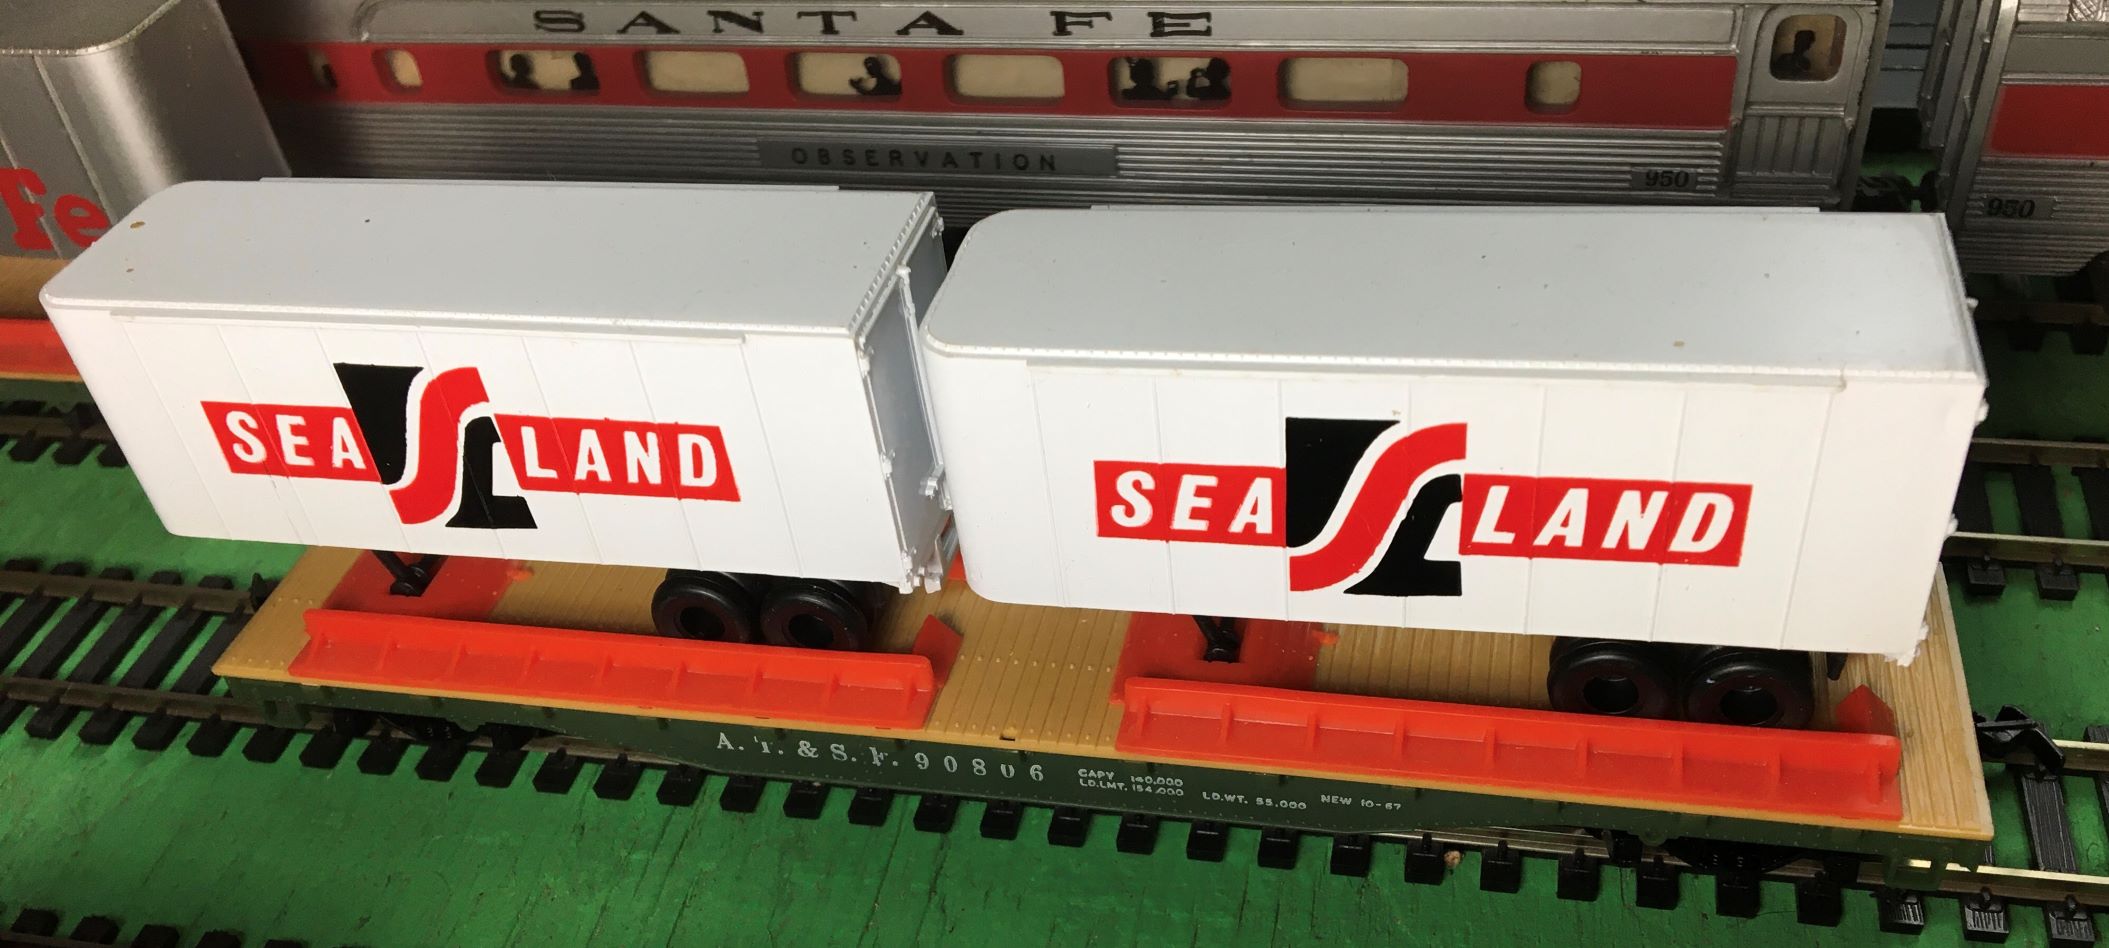 SANTA FE
OBSERVATION
950
950
Fe
SEA LAND
SEA LAND
A. T. & S. F. 90806
CAPY 140,000
LD.LMT. 154,000 LD.WT. 55,000 NEW 10-67